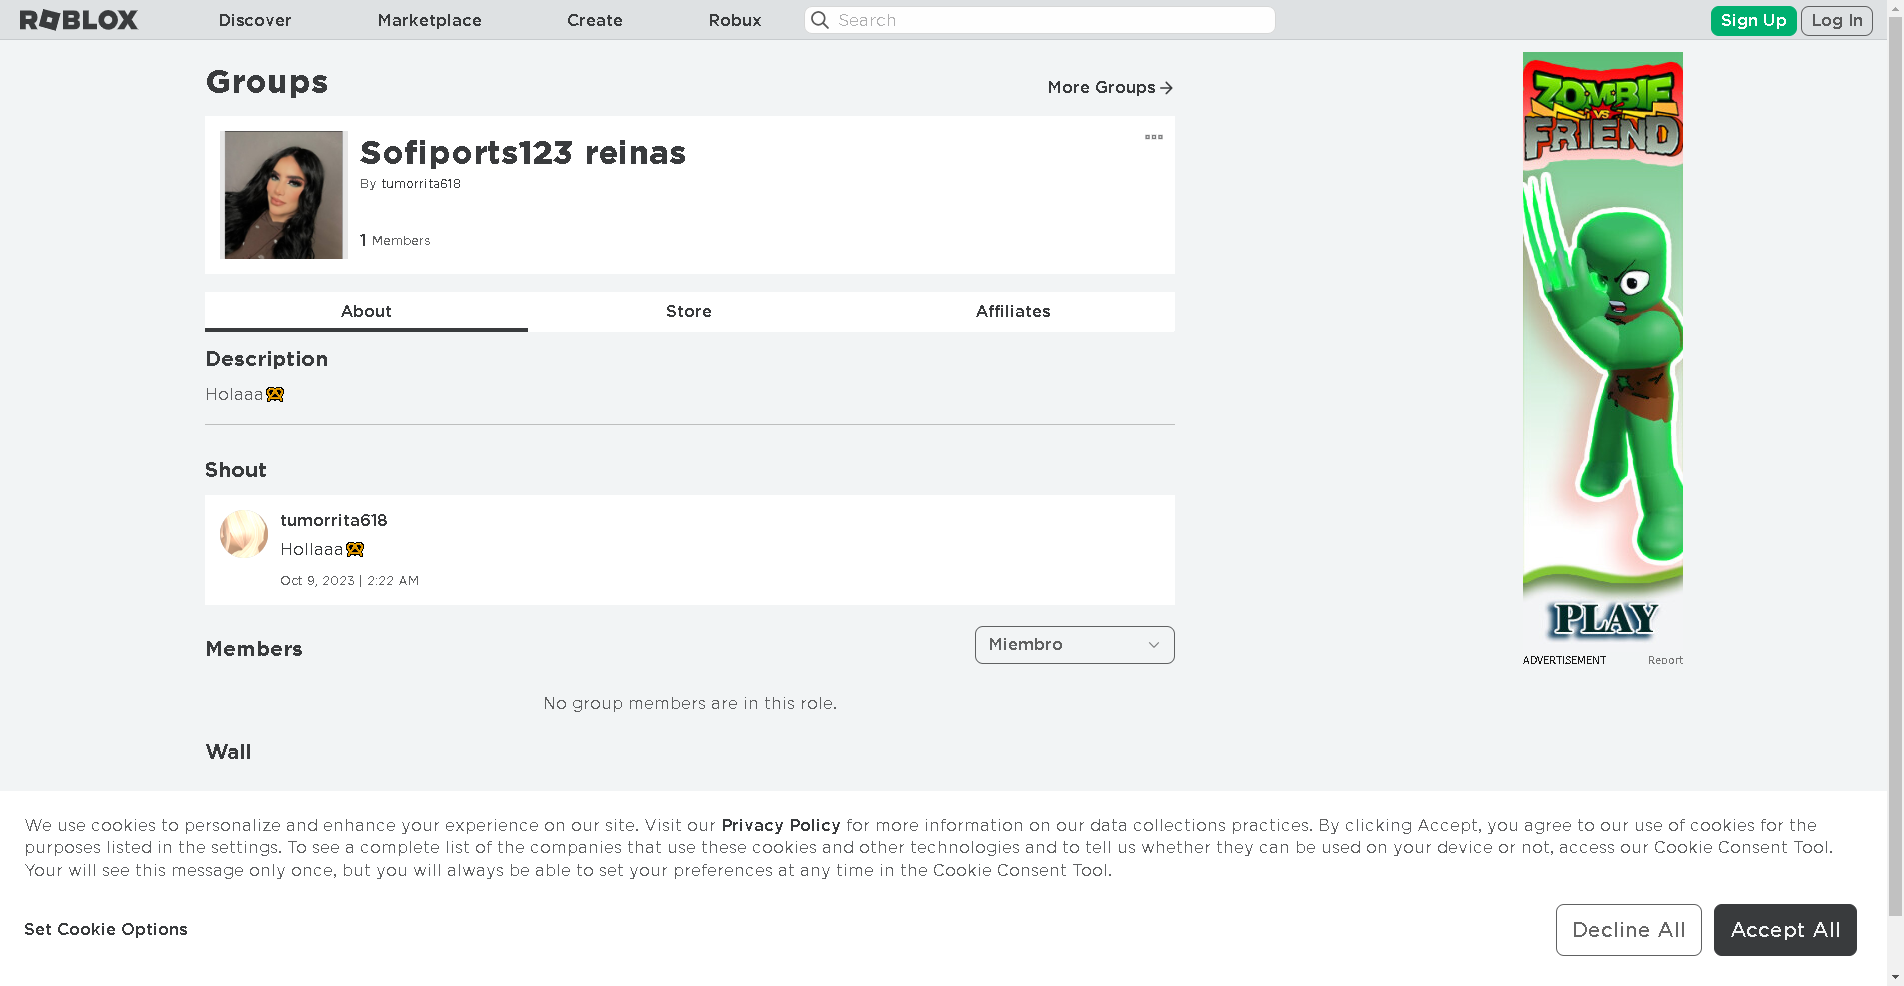 ROBLOX Discover Marketplace Create Robux Search Sign Up Log In
Groups
More Groups
Sofiports123 reinas
By tumorrita618
1 Members
About Store Affiliates
Description
Holaaa🥨
Shout
tumorrita618
Hollaaa🥨
Oct 9, 2023 | 2:22 AM
Members
Miembro
No group members are in this role.
Wall
ZOMBIE
VS
FRIEND
PLAY
ADVERTISEMENT Report
We use cookies to personalize and enhance your experience on our site. Visit our Privacy Policy for more information on our data collections practices. By clicking Accept, you agree to our use of cookies for the
purposes listed in the settings. To see a complete list of the companies that use these cookies and other technologies and to tell us whether they can be used on your device or not, access our Cookie Consent Tool.
Your will see this message only once, but you will always be able to set your preferences at any time in the Cookie Consent Tool.
Set Cookie Options
Decline All
Accept All